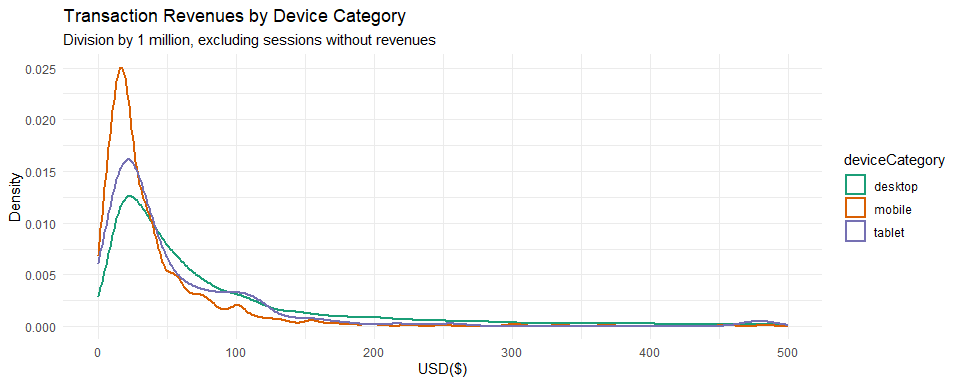 Transaction Revenues by Device Category
Division by 1 million, excluding sessions without revenues
Density
0.025
0.020
0.015
0.010
0.005
0.000
0
100
200
300
400
500
USD($)
deviceCategory
desktop
mobile
tablet